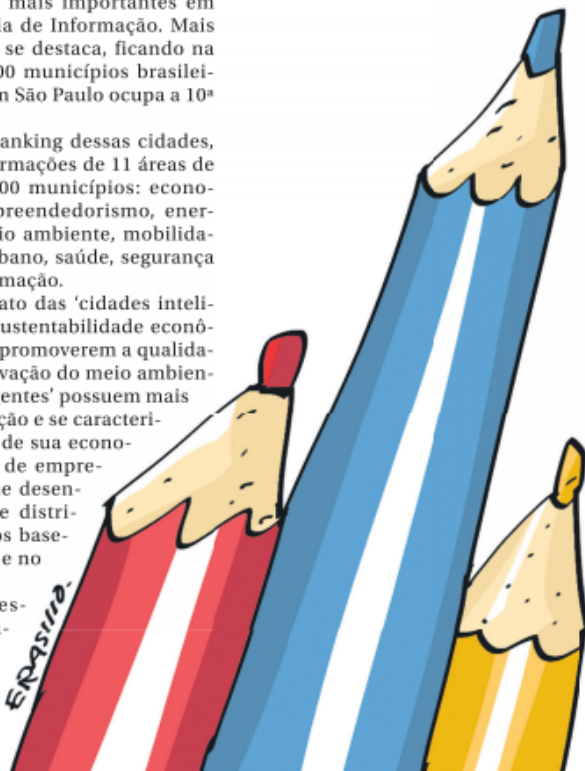 mais importantes em
ia de Informação. Mais
se destaca, ficando na
00 municípios brasilei-
n São Paulo ocupa a 10ª
anking dessas cidades,
rmações de 11 áreas de
00 municípios: econo-
preendedorismo, ener-
io ambiente, mobilida-
bano, saúde, segurança
mação.
ato das 'cidades inteli-
ustentabilidade econô-
promoverem a qualida-
vação do meio ambien-
entes' possuem mais
ção e se caracteri-
de sua econo-
de empre-
e desen-
e distri-
os base-
e no
es-
-
ERASMO.